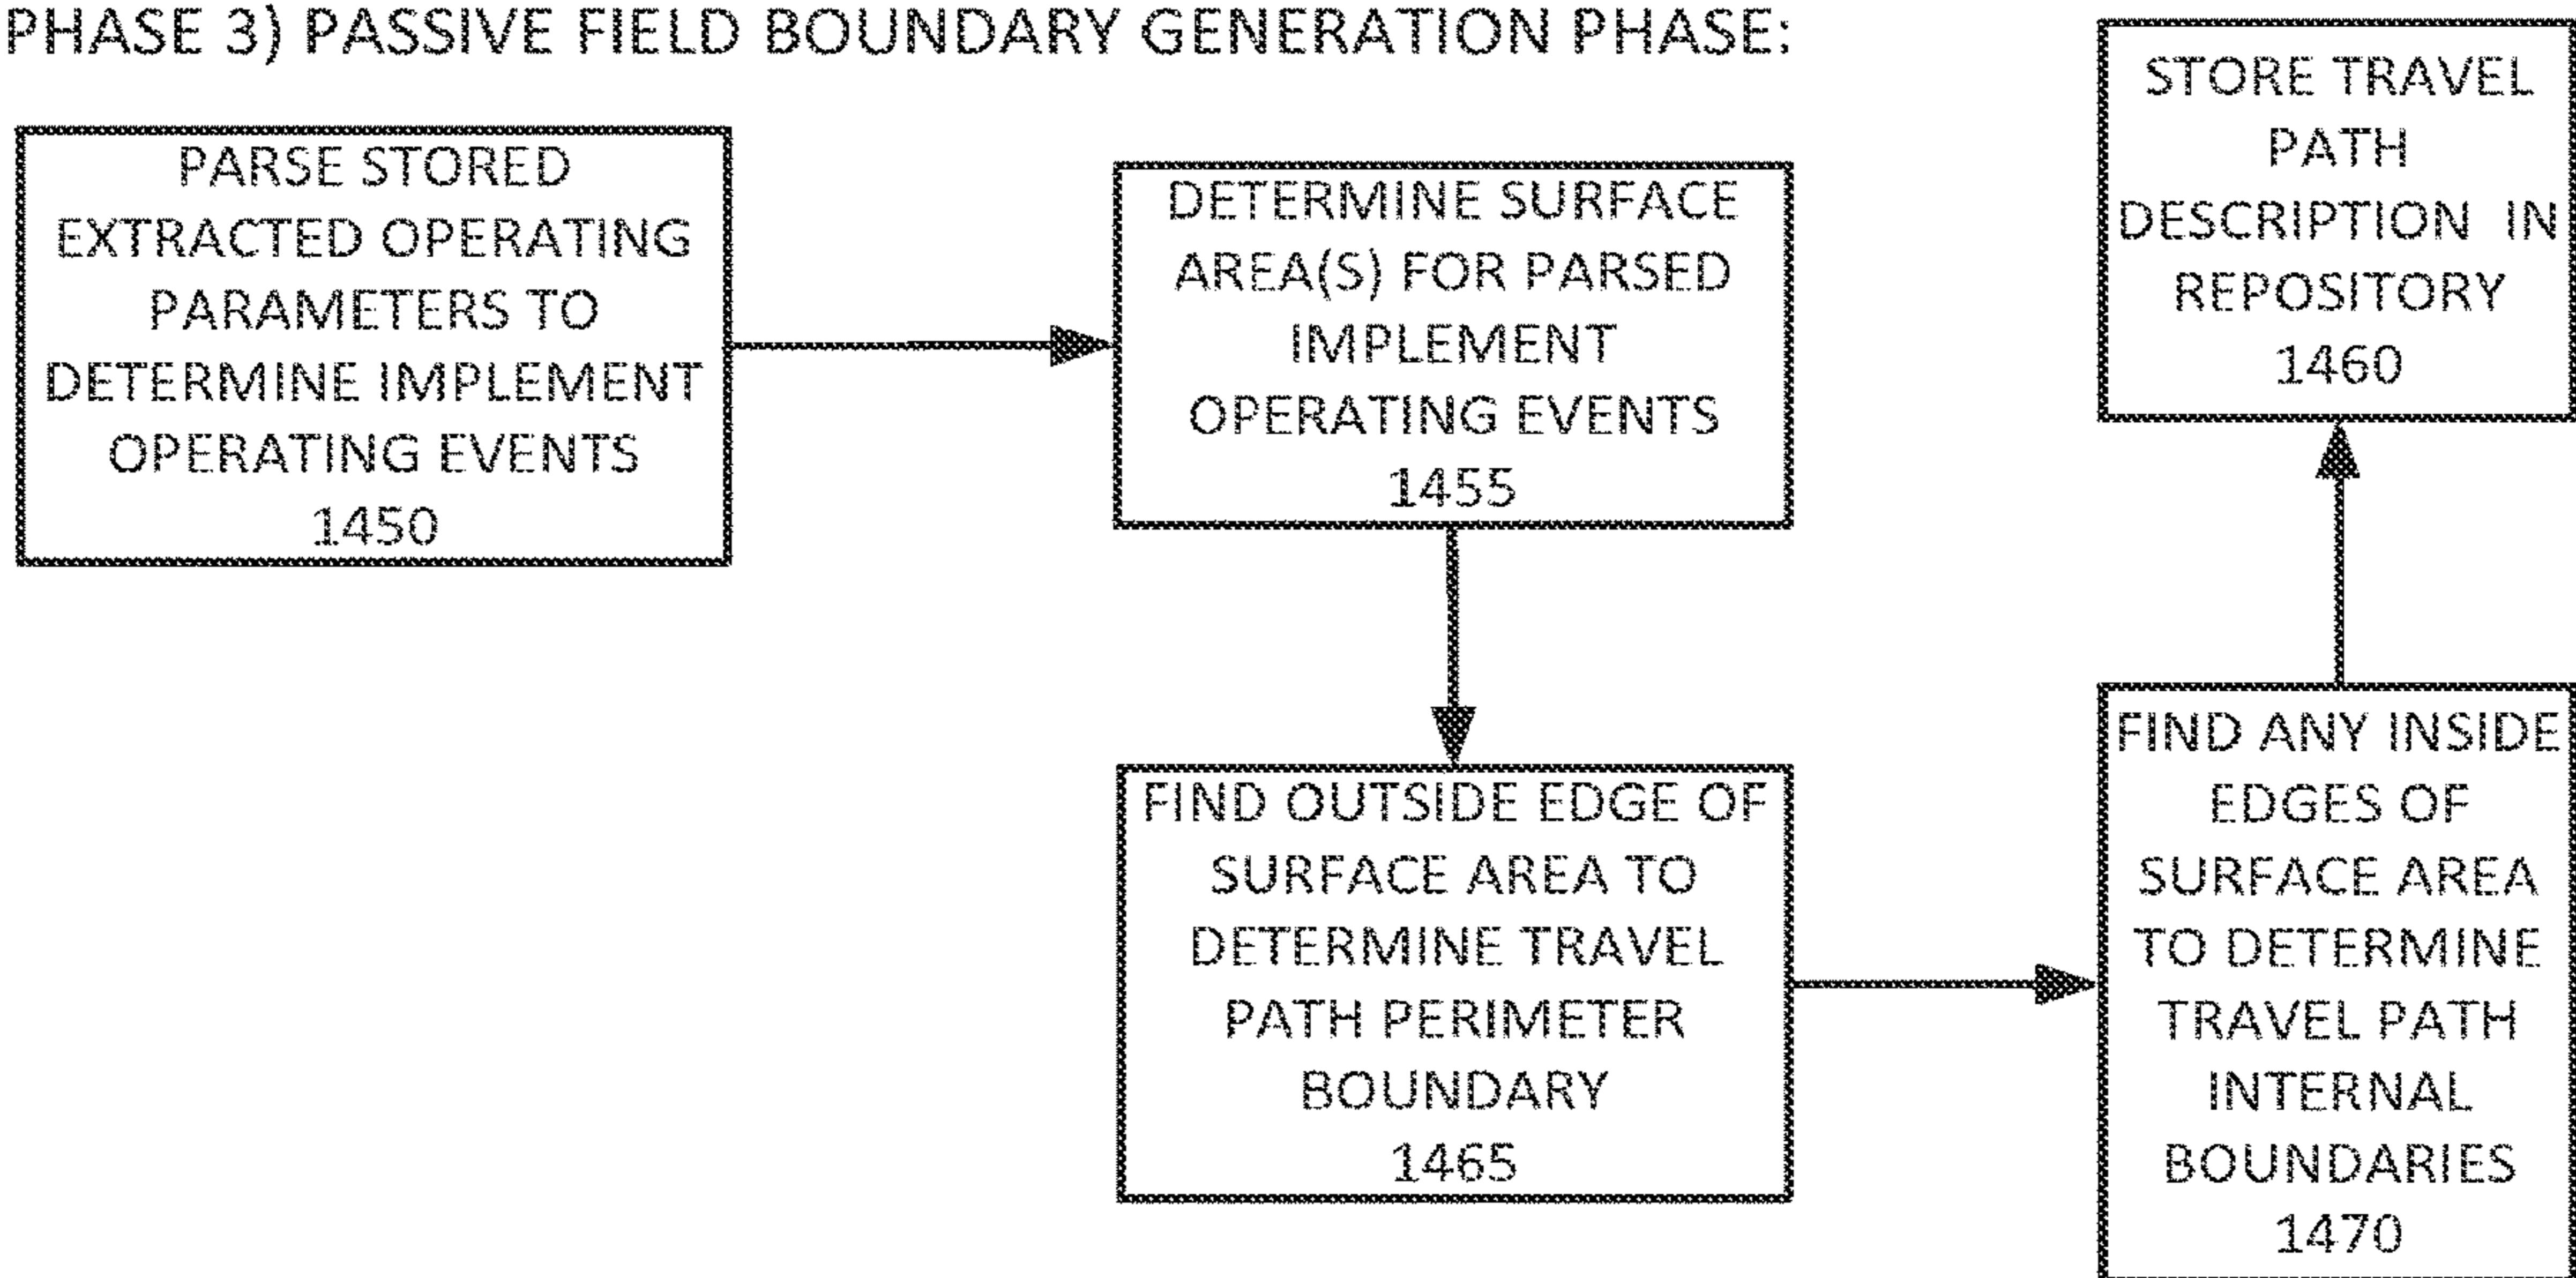 PHASE 3) PASSIVE FIELD BOUNDARY GENERATION PHASE:
PARSE STORED
EXTRACTED OPERATING
PARAMETERS TO
DETERMINE IMPLEMENT
OPERATING EVENTS
1450
DETERMINE SURFACE
AREA(S) FOR PARSED
IMPLEMENT
OPERATING EVENTS
1455
FIND OUTSIDE EDGE OF
SURFACE AREA TO
DETERMINE TRAVEL
PATH PERIMETER
BOUNDARY
1465
FIND ANY INSIDE
EDGES OF
SURFACE AREA
TO DETERMINE
TRAVEL PATH
INTERNAL
BOUNDARIES
1470
STORE TRAVEL
PATH
DESCRIPTION IN
REPOSITORY
1460